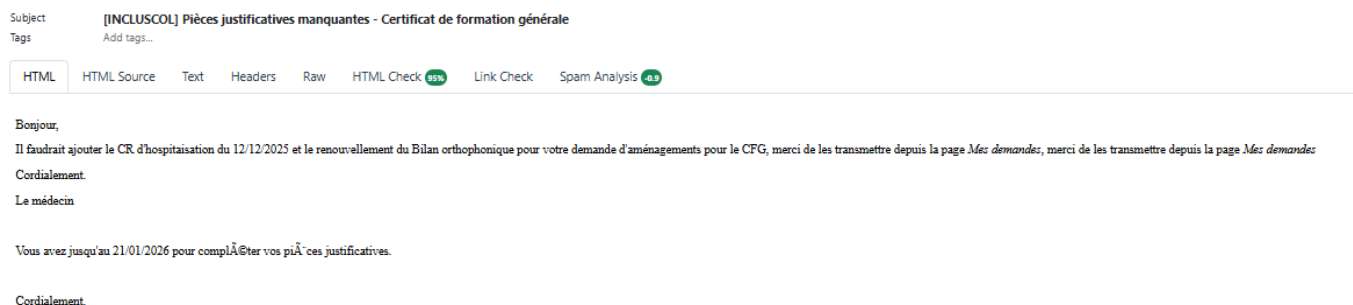 Subject [INCLUSCOL] Pièces justificatives manquantes - Certificat de formation générale
Tags Add tags...
HTML HTML Source Text Headers Raw HTML Check 95% Link Check Spam Analysis -0.9
Bonjour,
Il faudrait ajouter le CR d'hospitaisation du 12/12/2025 et le renouvellement du Bilan orthophonique pour votre demande d'aménagements pour le CFG, merci de les transmettre depuis la page Mes demandes, merci de les transmettre depuis la page Mes demandes
Cordialement.
Le médecin
Vous avez jusqu'au 21/01/2026 pour complÃ©ter vos piÃ¨ces justificatives.
Cordialement.